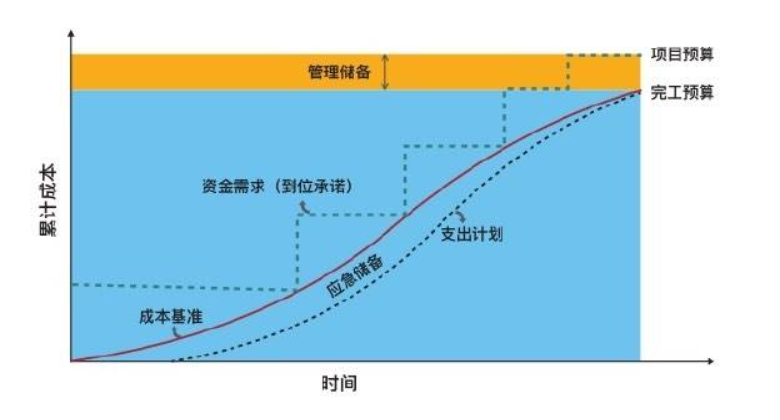 项目预算
管理储备
完工预算
资金需求（到位承诺）
累计成本
支出计划
应急储备
成本基准
时间